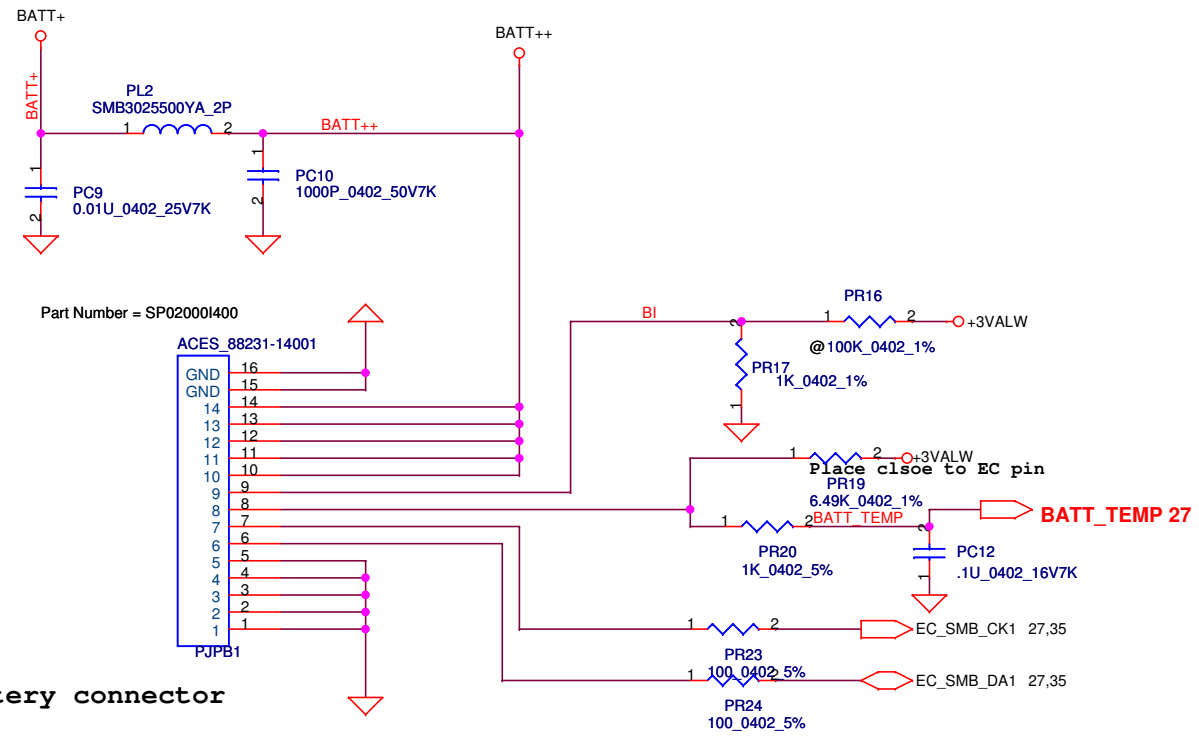 BATT+
BATT++
BATT+
PL2
SMB3025500YA_2P
1
2
BATT++
1
2
PC9
0.01U_0402_25V7K
1
2
PC10
1000P_0402_50V7K
Part Number = SP02000I400
ACES_88231-14001
GND 16
GND 15
14 14
13 13
12 12
11 11
10 10
9 9
8 8
7 7
6 6
5 5
4 4
3 3
2 2
1 1
PJPB1
BI
PR16
1
2
+3VALW
@ 100K_0402_1%
2
PR17
1K_0402_1%
1
1
2
+3VALW
Place clsoe to EC pin
PR19
6.49K_0402_1%
1
2
BATT_TEMP
PR20
1K_0402_5%
BATT_TEMP 27
2
1
PC12
.1U_0402_16V7K
1
2
EC_SMB_CK1 27,35
PR23
100_0402_5%
1
2
EC_SMB_DA1 27,35
PR24
100_0402_5%
tery connector